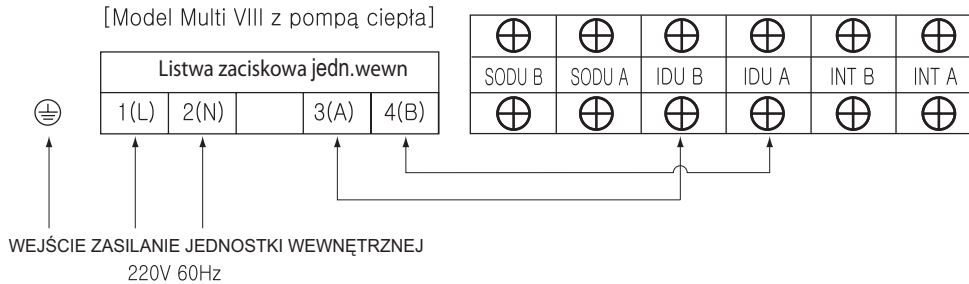 [Model Multi VIII z pompą ciepła]
Listwa zaciskowa jedn.wewn
1(L) 2(N) 3(A) 4(B)
SODU B SODU A IDU B IDU A INT B INT A
WEJŚCIE ZASILANIE JEDNOSTKI WEWNĘTRZNEJ
220V 60Hz